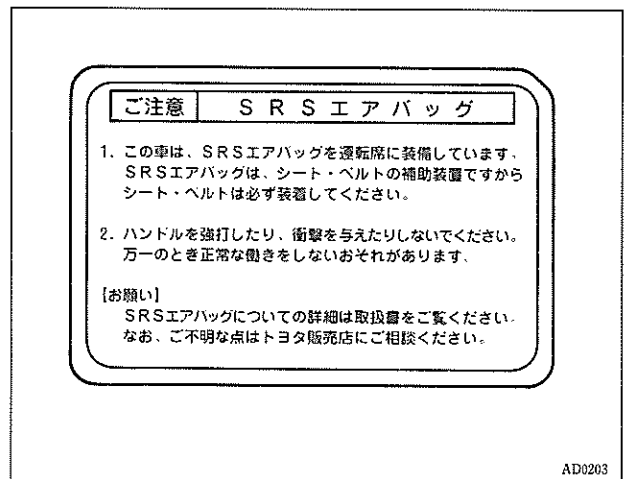 ご注意 SRSエアバッグ
1. この車は、SRSエアバッグを運転席に装備しています。
SRSエアバッグは、シート・ベルトの補助装置ですから
シート・ベルトは必ず装着してください。
2. ハンドルを強打したり、衝撃を与えたりしないでください。
万一のとき正常な働きをしないおそれがあります。
[お願い]
SRSエアバッグについての詳細は取扱書をご覧ください。
なお、ご不明な点はトヨタ販売店にご相談ください。
AD0203